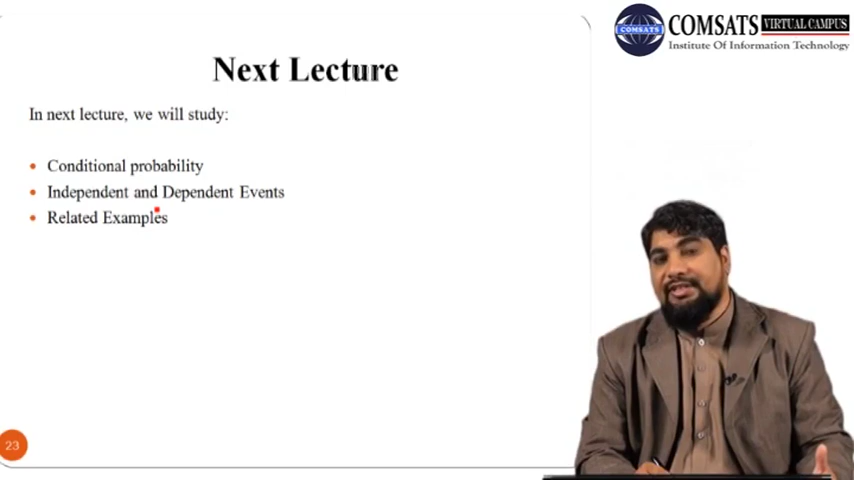 COMSATS VIRTUAL CAMPUS
Institute Of Information Technology
COMSATS
Next Lecture
In next lecture, we will study:
• Conditional probability
• Independent and Dependent Events
• Related Examples
23